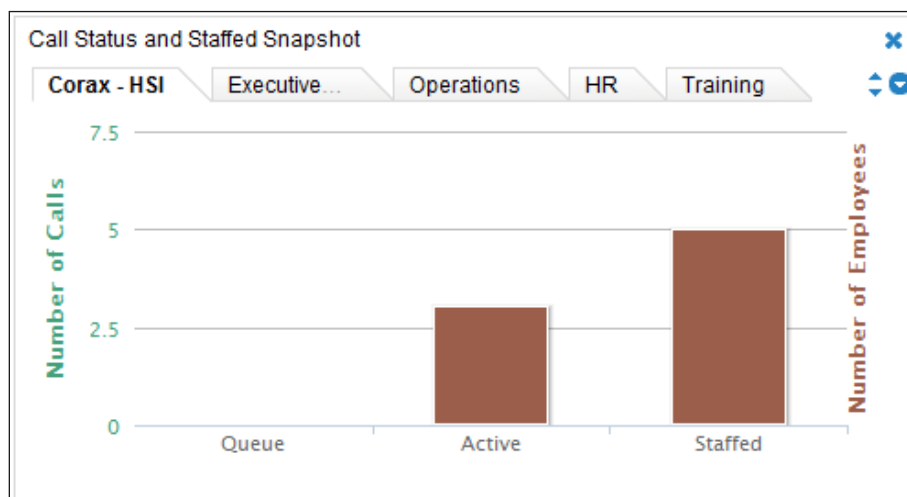 Call Status and Staffed Snapshot
Corax - HSI
Executive...
Operations
HR
Training
7.5
5
2.5
0
Number of Calls
Number of Employees
Queue
Active
Staffed